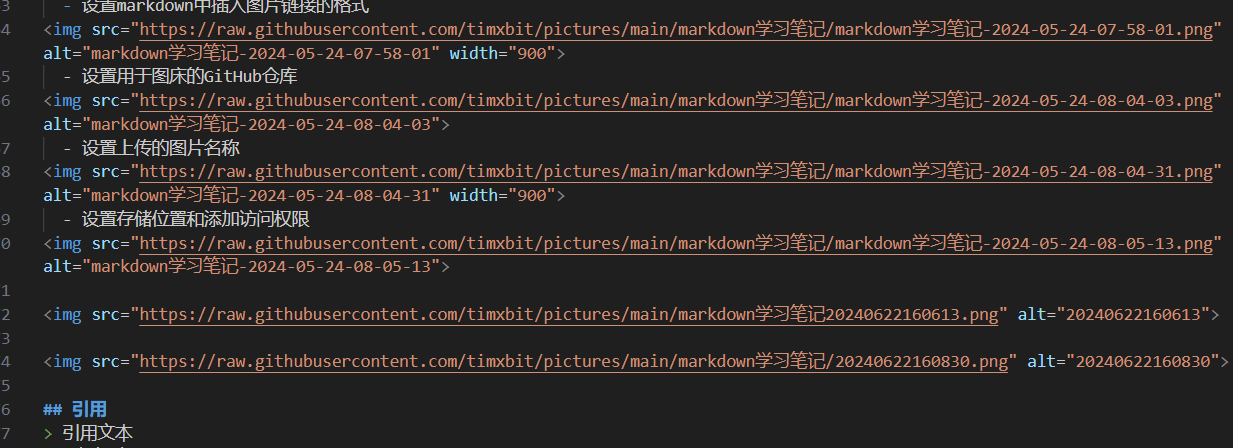 3 - 设置markdown中插入图片链接的格式
4 <img src="https://raw.githubusercontent.com/timxbit/pictures/main/markdown学习笔记/markdown学习笔记-2024-05-24-07-58-01.png"
alt="markdown学习笔记-2024-05-24-07-58-01" width="900">
5 - 设置用于图床的GitHub仓库
6 <img src="https://raw.githubusercontent.com/timxbit/pictures/main/markdown学习笔记/markdown学习笔记-2024-05-24-08-04-03.png"
alt="markdown学习笔记-2024-05-24-08-04-03">
7 - 设置上传的图片名称
8 <img src="https://raw.githubusercontent.com/timxbit/pictures/main/markdown学习笔记/markdown学习笔记-2024-05-24-08-04-31.png"
alt="markdown学习笔记-2024-05-24-08-04-31" width="900">
9 - 设置存储位置和添加访问权限
0 <img src="https://raw.githubusercontent.com/timxbit/pictures/main/markdown学习笔记/markdown学习笔记-2024-05-24-08-05-13.png"
alt="markdown学习笔记-2024-05-24-08-05-13">
1
2 <img src="https://raw.githubusercontent.com/timxbit/pictures/main/markdown学习笔记20240622160613.png" alt="20240622160613">
3
4 <img src="https://raw.githubusercontent.com/timxbit/pictures/main/markdown学习笔记/20240622160830.png" alt="20240622160830">
5
6 ## 引用
7 > 引用文本